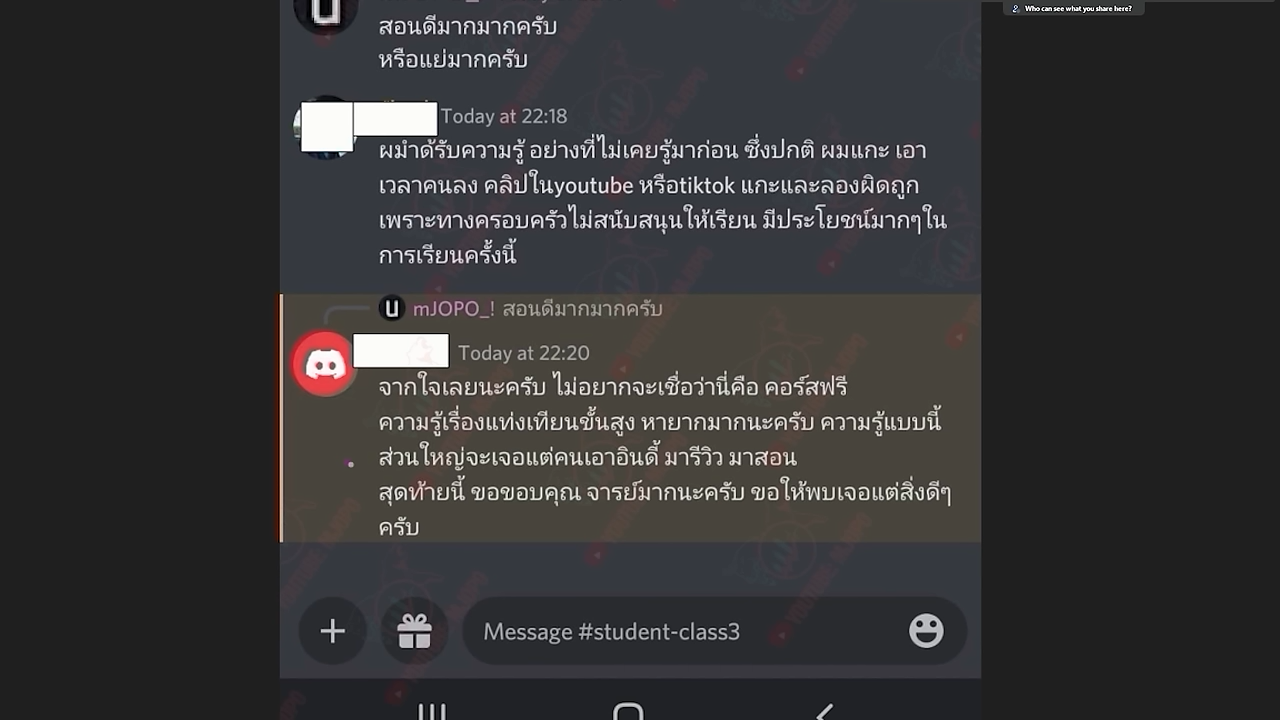 Who can see what you share here?
สอนดีมากมากครับ
หรือแย่มากครับ
Today at 22:18
ผมำด้รับความรู้ อย่างที่ไม่เคยรู้มาก่อน ซึ่งปกติ ผมแกะ เอา
เวลาคนลง คลิปในyoutube หรือtiktok แกะและลองผิดถูก
เพราะทางครอบครัวไม่สนับสนุนให้เรียน มีประโยชน์มากๆใน
การเรียนครั้งนี้
mJOPO_! สอนดีมากมากครับ
Today at 22:20
จากใจเลยนะครับ ไม่อยากจะเชื่อว่านี่คือ คอร์สฟรี
ความรู้เรื่องแท่งเทียนขั้นสูง หายากมากนะครับ ความรู้แบบนี้
ส่วนใหญ่จะเจอแต่คนเอาอินดี้ มารีวิว มาสอน
สุดท้ายนี้ ขอขอบคุณ จารย์มากนะครับ ขอให้พบเจอแต่สิ่งดีๆ
ครับ
Message #student-class3